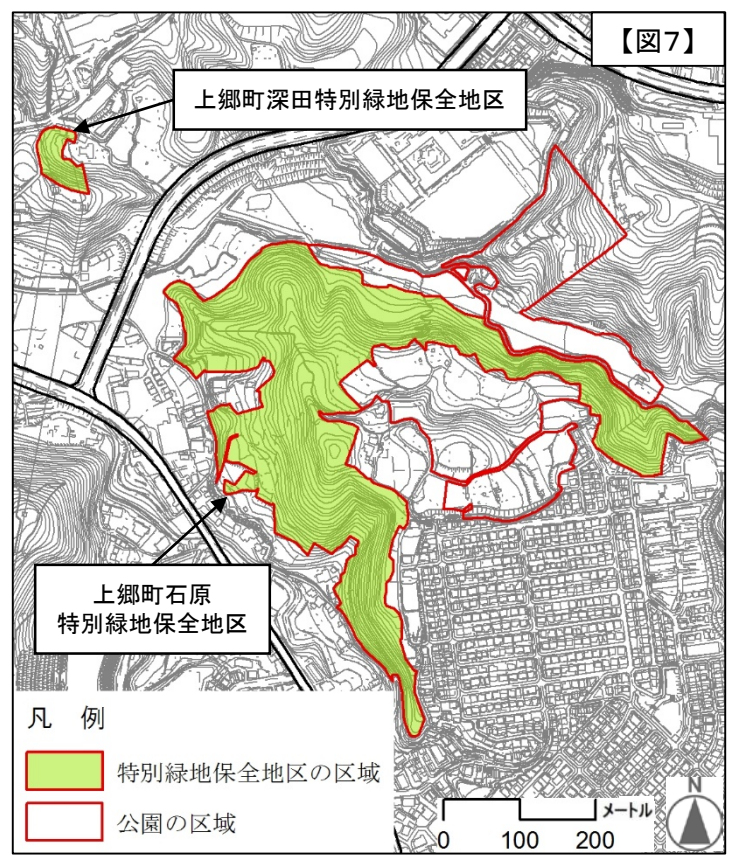 【図7】
上郷町深田特別緑地保全地区
上郷町石原
特別緑地保全地区
凡 例
特別緑地保全地区の区域
公園の区域
メートル
0 100 200
N